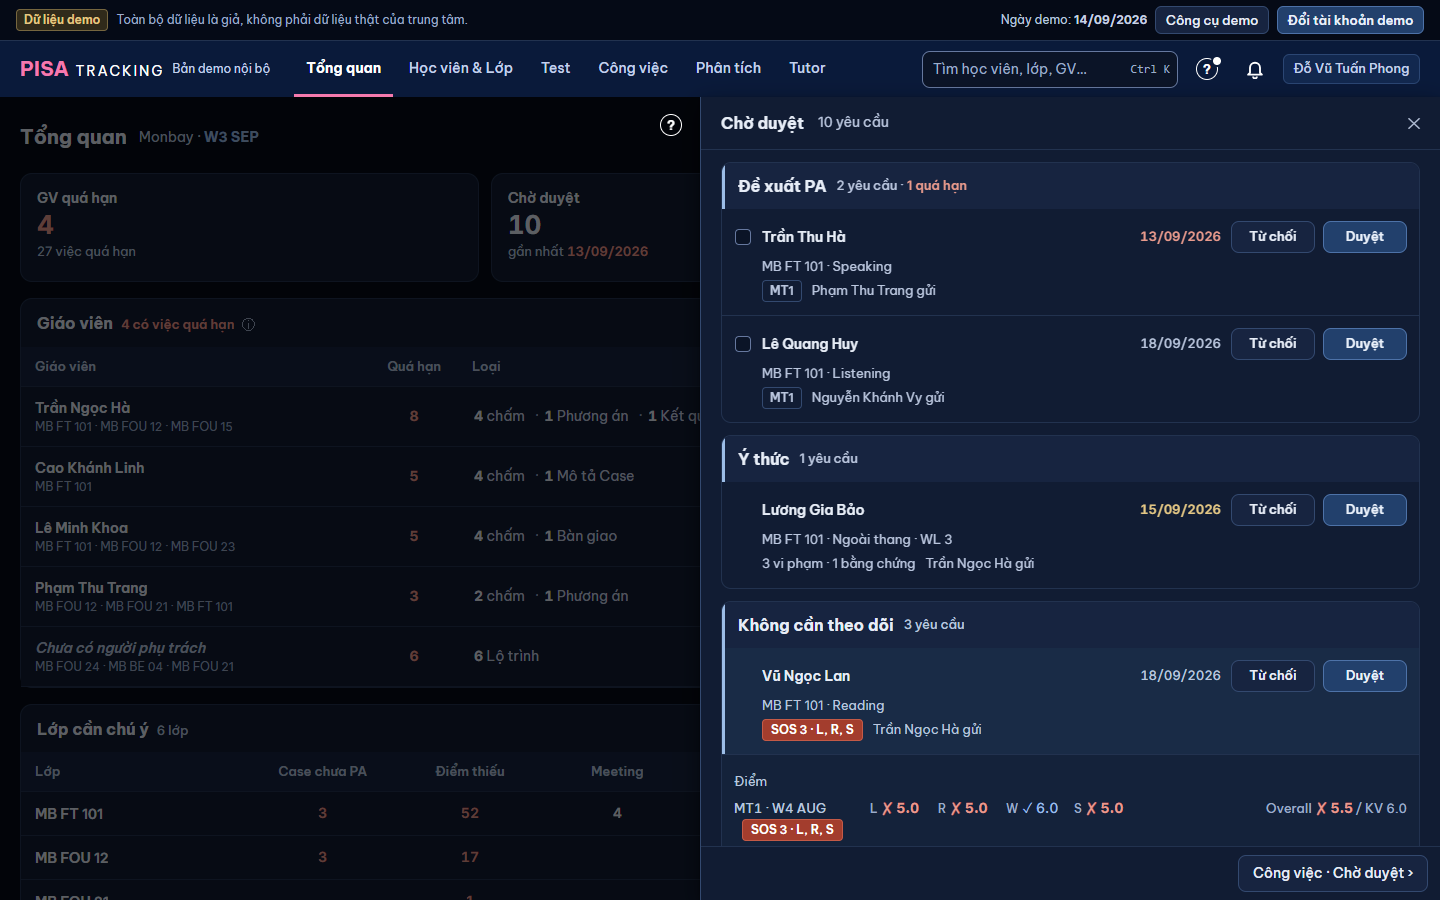 Dữ liệu demo Toàn bộ dữ liệu là giả, không phải dữ liệu thật của trung tâm. Ngày demo: 14/09/2026 Công cụ demo Đổi tài khoản demo
PISA TRACKING Bản demo nội bộ Tổng quan Học viên & Lớp Test Công việc Phân tích Tutor Tìm học viên, lớp, GV... Ctrl K ? Đỗ Vũ Tuấn Phong
Tổng quan Monbay · W3 SEP ?
GV quá hạn
4
27 việc quá hạn
Chờ duyệt
10
gần nhất 13/09/2026
Giáo viên 4 có việc quá hạn
Giáo viên Quá hạn Loại
Trần Ngọc Hà 8 4 chấm · 1 Phương án · 1 Kết qu
MB FT 101 · MB FOU 12 · MB FOU 15
Cao Khánh Linh 5 4 chấm · 1 Mô tả Case
MB FT 101
Lê Minh Khoa 5 4 chấm · 1 Bàn giao
MB FT 101 · MB FOU 12 · MB FOU 23
Phạm Thu Trang 3 2 chấm · 1 Phương án
MB FOU 12 · MB FOU 21 · MB FT 101
Chưa có người phụ trách 6 6 Lộ trình
MB FOU 24 · MB BE 04 · MB FOU 21
Lớp cần chú ý 6 lớp
Lớp Case chưa PA Điểm thiếu Meeting
MB FT 101 3 52 4
MB FOU 12 3 17
Chờ duyệt 10 yêu cầu
Đề xuất PA 2 yêu cầu · 1 quá hạn
Trần Thu Hà 13/09/2026 Từ chối Duyệt
MB FT 101 · Speaking
MT1 Phạm Thu Trang gửi
Lê Quang Huy 18/09/2026 Từ chối Duyệt
MB FT 101 · Listening
MT1 Nguyễn Khánh Vy gửi
Ý thức 1 yêu cầu
Lương Gia Bảo 15/09/2026 Từ chối Duyệt
MB FT 101 · Ngoài thang · WL 3
3 vi phạm · 1 bằng chứng Trần Ngọc Hà gửi
Không cần theo dõi 3 yêu cầu
Vũ Ngọc Lan 18/09/2026 Từ chối Duyệt
MB FT 101 · Reading
SOS 3 · L, R, S Trần Ngọc Hà gửi
Điểm
MT1 · W4 AUG L ✗ 5.0 R ✗ 5.0 W ✓ 6.0 S ✗ 5.0 Overall ✗ 5.5 / KV 6.0
SOS 3 · L, R, S
Công việc · Chờ duyệt ›